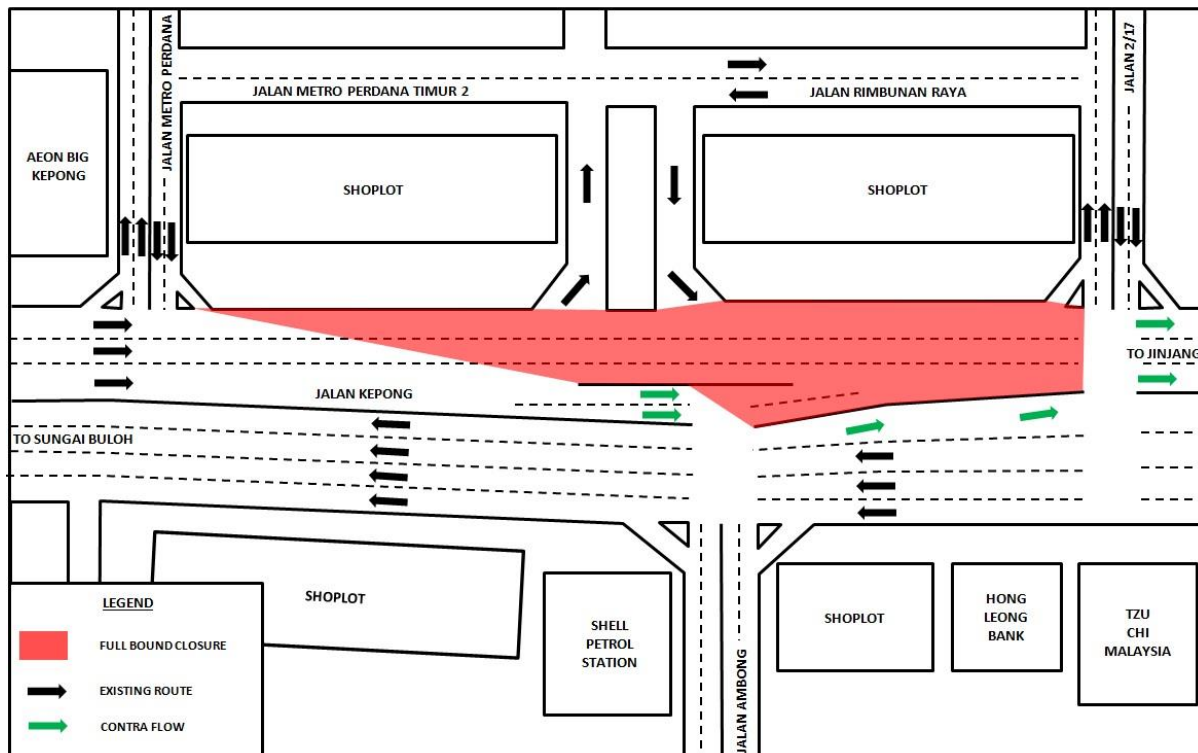 JALAN METRO PERDANA
JALAN 2/17
JALAN METRO PERDANA TIMUR 2
JALAN RIMBUNAN RAYA
AEON BIG
KEPONG
SHOPLOT
SHOPLOT
TO JINJANG
JALAN KEPONG
TO SUNGAI BULOH
SHOPLOT
SHELL
PETROL
STATION
JALAN AMBONG
SHOPLOT
HONG
LEONG
BANK
TZU
CHI
MALAYSIA
LEGEND
FULL BOUND CLOSURE
EXISTING ROUTE
CONTRA FLOW